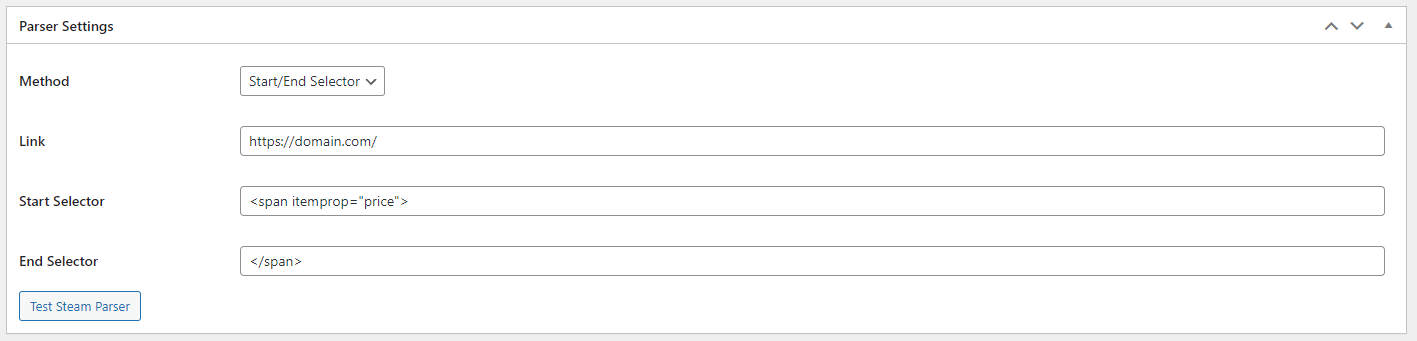 Parser Settings
Method
Start/End Selector
Link
https://domain.com/
Start Selector
<span itemprop="price">
End Selector
</span>
Test Steam Parser